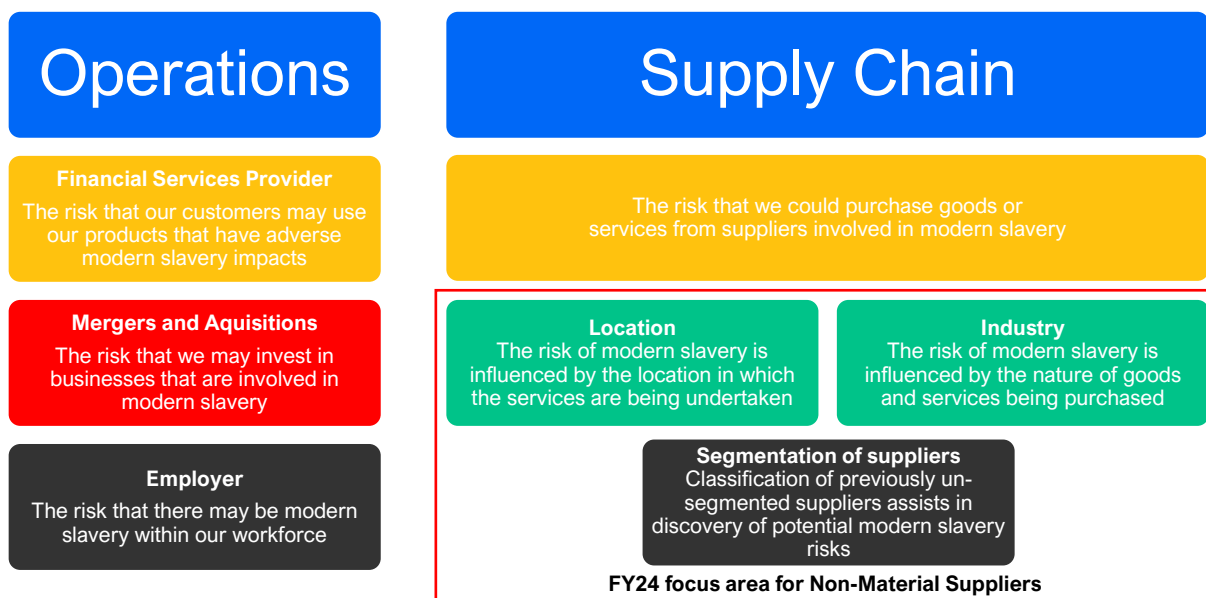 Operations
Financial Services Provider
The risk that our customers may use
our products that have adverse
modern slavery impacts
Mergers and Aquisitions
The risk that we may invest in
businesses that are involved in
modern slavery
Employer
The risk that there may be modern
slavery within our workforce
Supply Chain
The risk that we could purchase goods or
services from suppliers involved in modern slavery
Location
The risk of modern slavery is
influenced by the location in which
the services are being undertaken
Industry
The risk of modern slavery is
influenced by the nature of goods
and services being purchased
Segmentation of suppliers
Classification of previously un-
segmented suppliers assists in
discovery of potential modern slavery
risks
FY24 focus area for Non-Material Suppliers